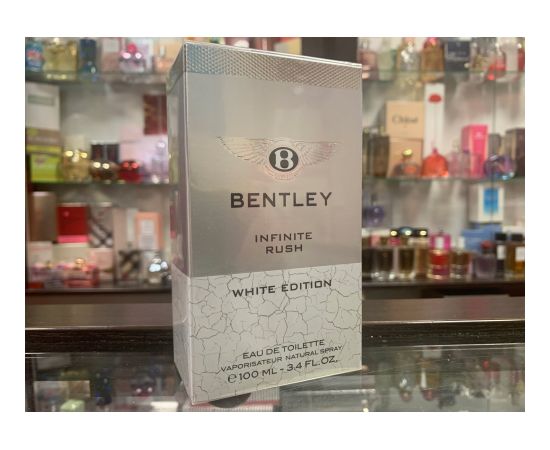 B
BENTLEY
INFINITE
RUSH
WHITE EDITION
EAU DE TOILETTE
VAPORISATEUR NATURAL SPRAY
℮ 100 ML - 3.4 FL.OZ.
Chloé